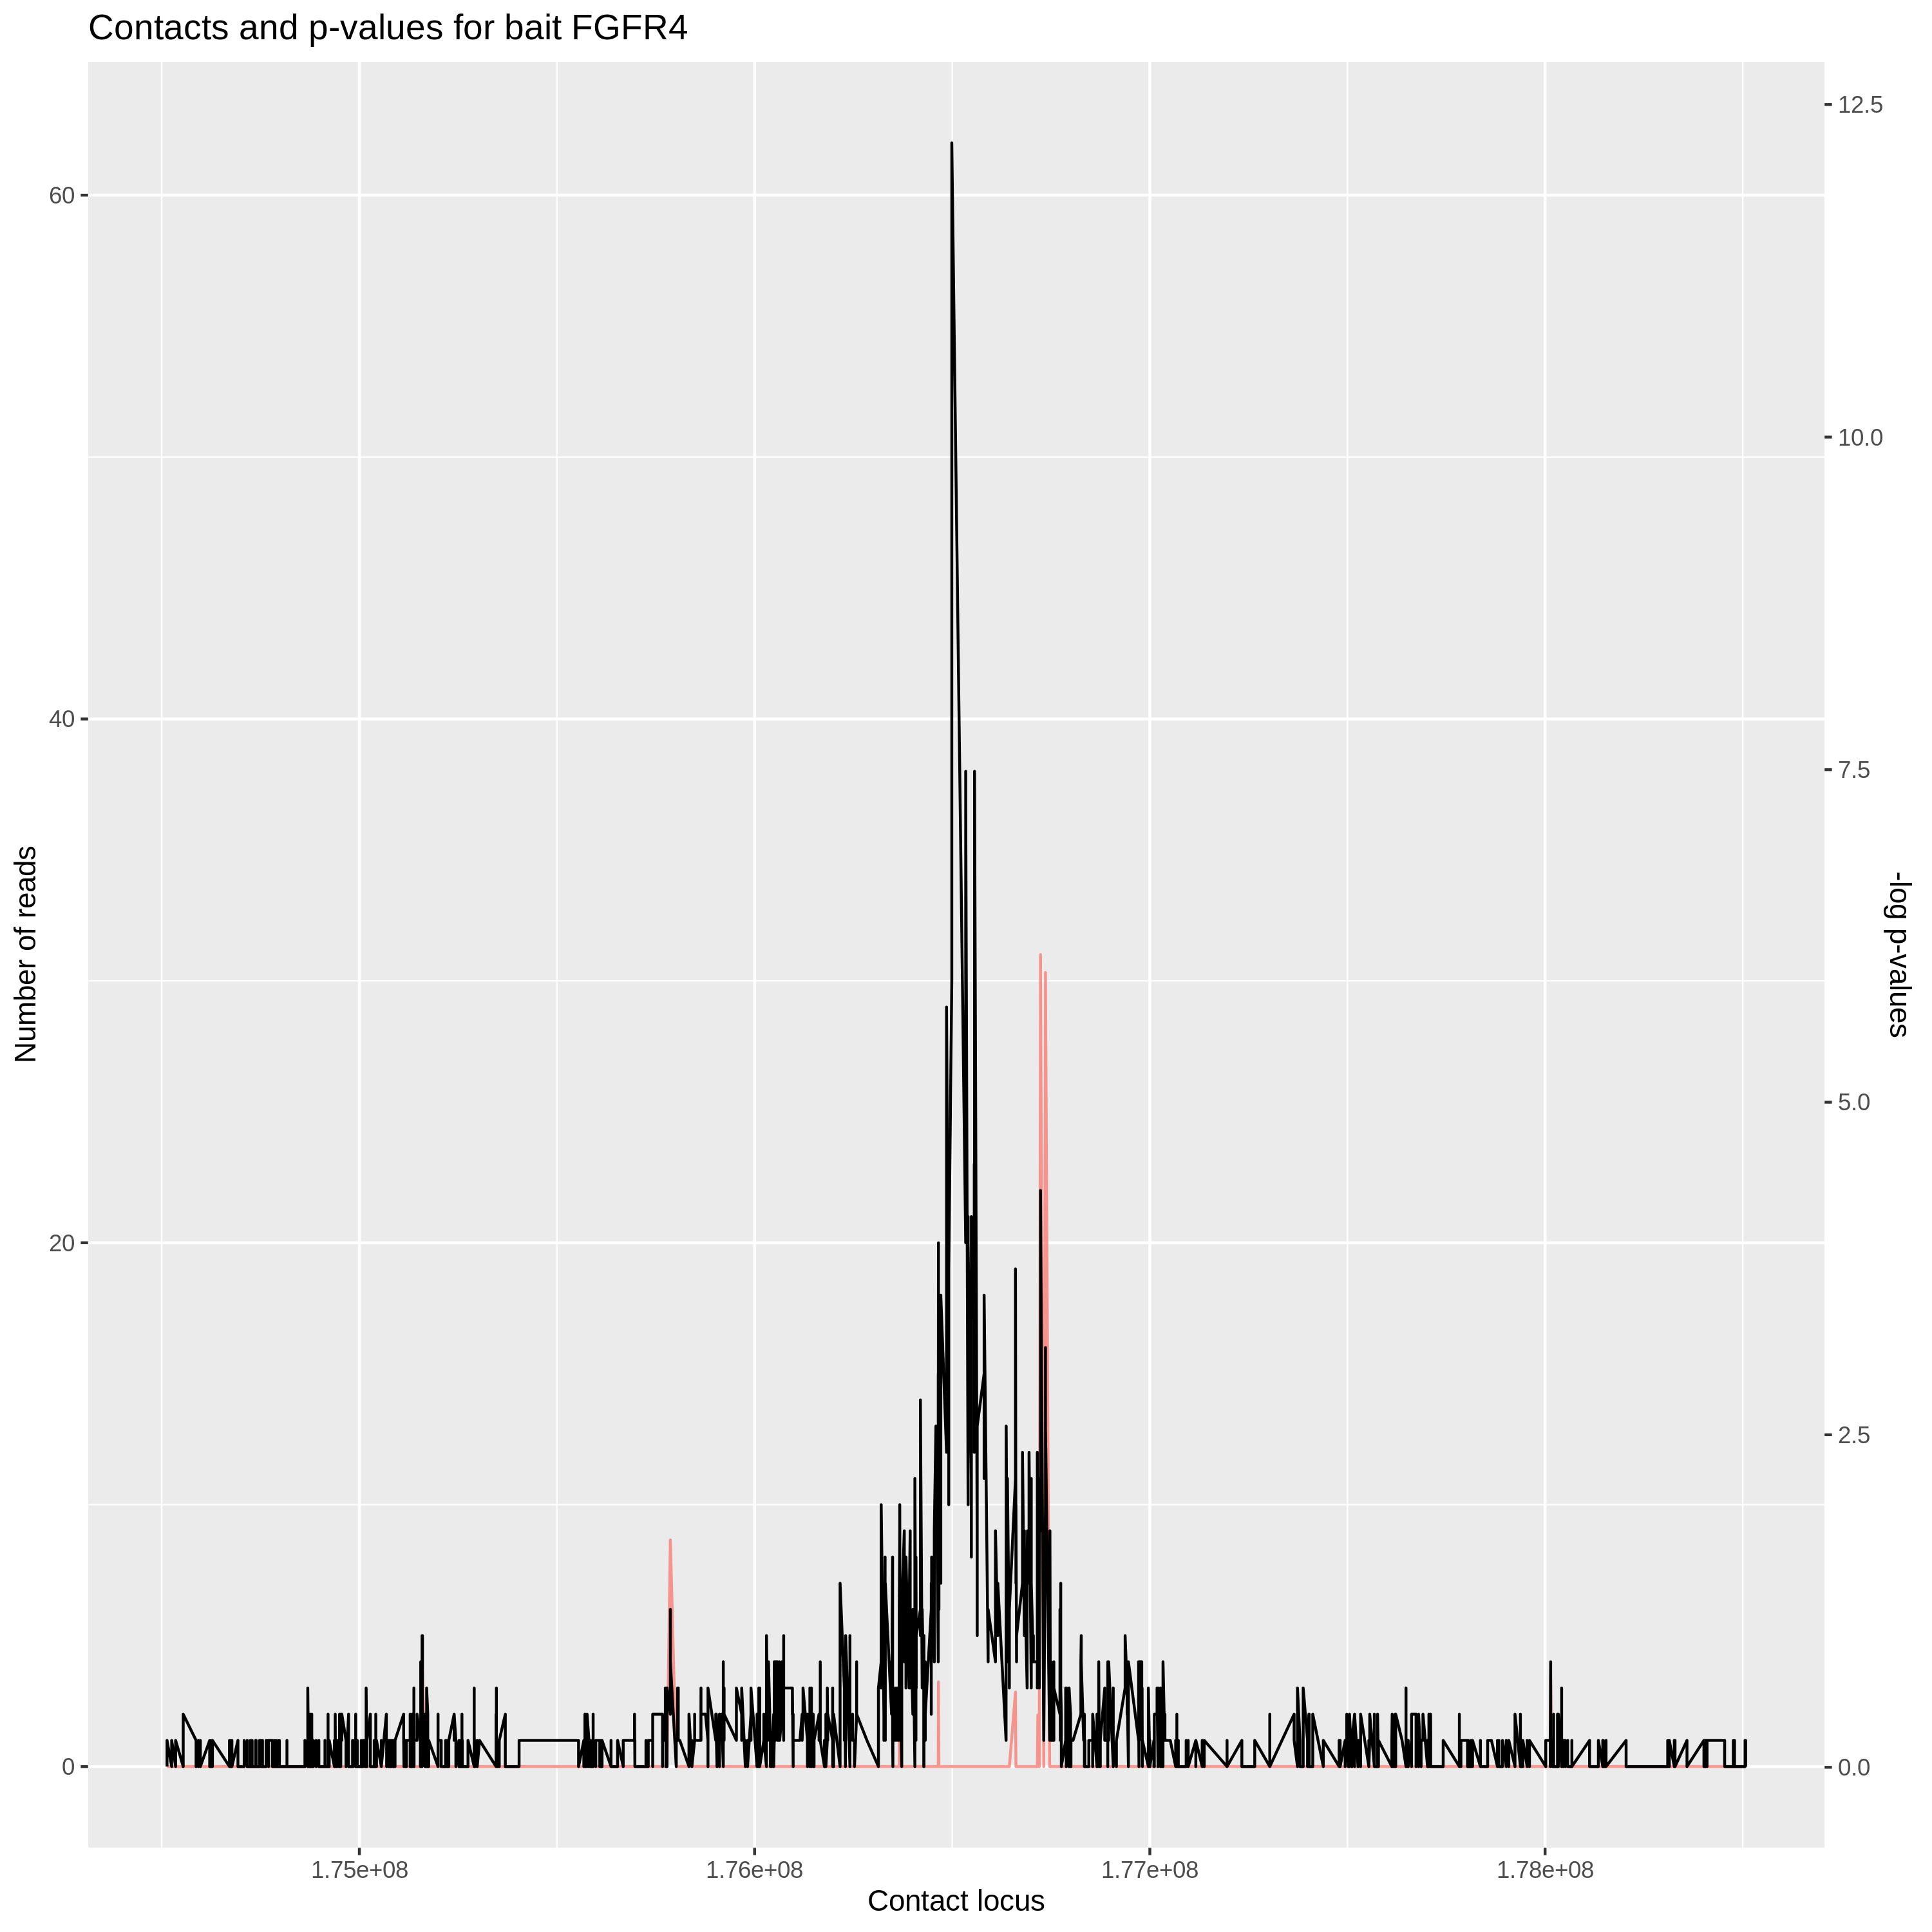 Contacts and p-values for bait FGFR4
60
40
20
0
Number of reads
12.5
10.0
7.5
5.0
2.5
0.0
-log p-values
1.75e+08
1.76e+08
1.77e+08
1.78e+08
Contact locus